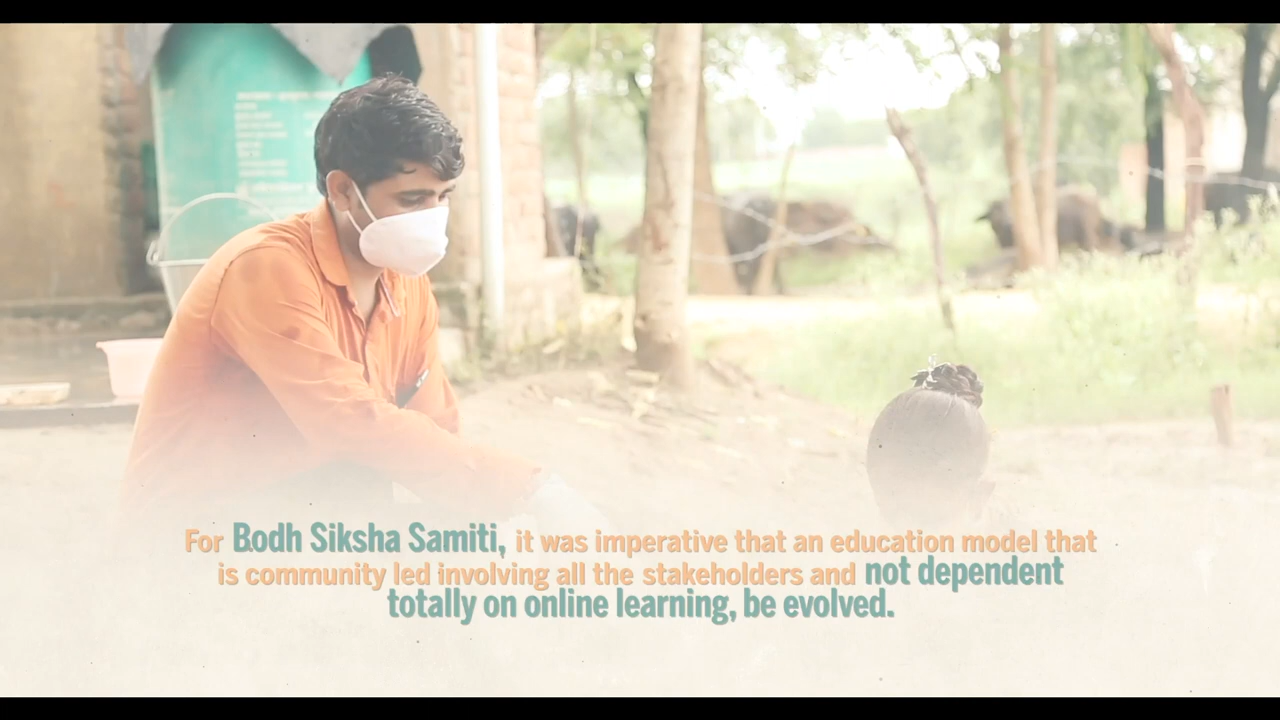 For Bodh Siksha Samiti, it was imperative that an education model that
is community led involving all the stakeholders and not dependent
totally on online learning, be evolved.